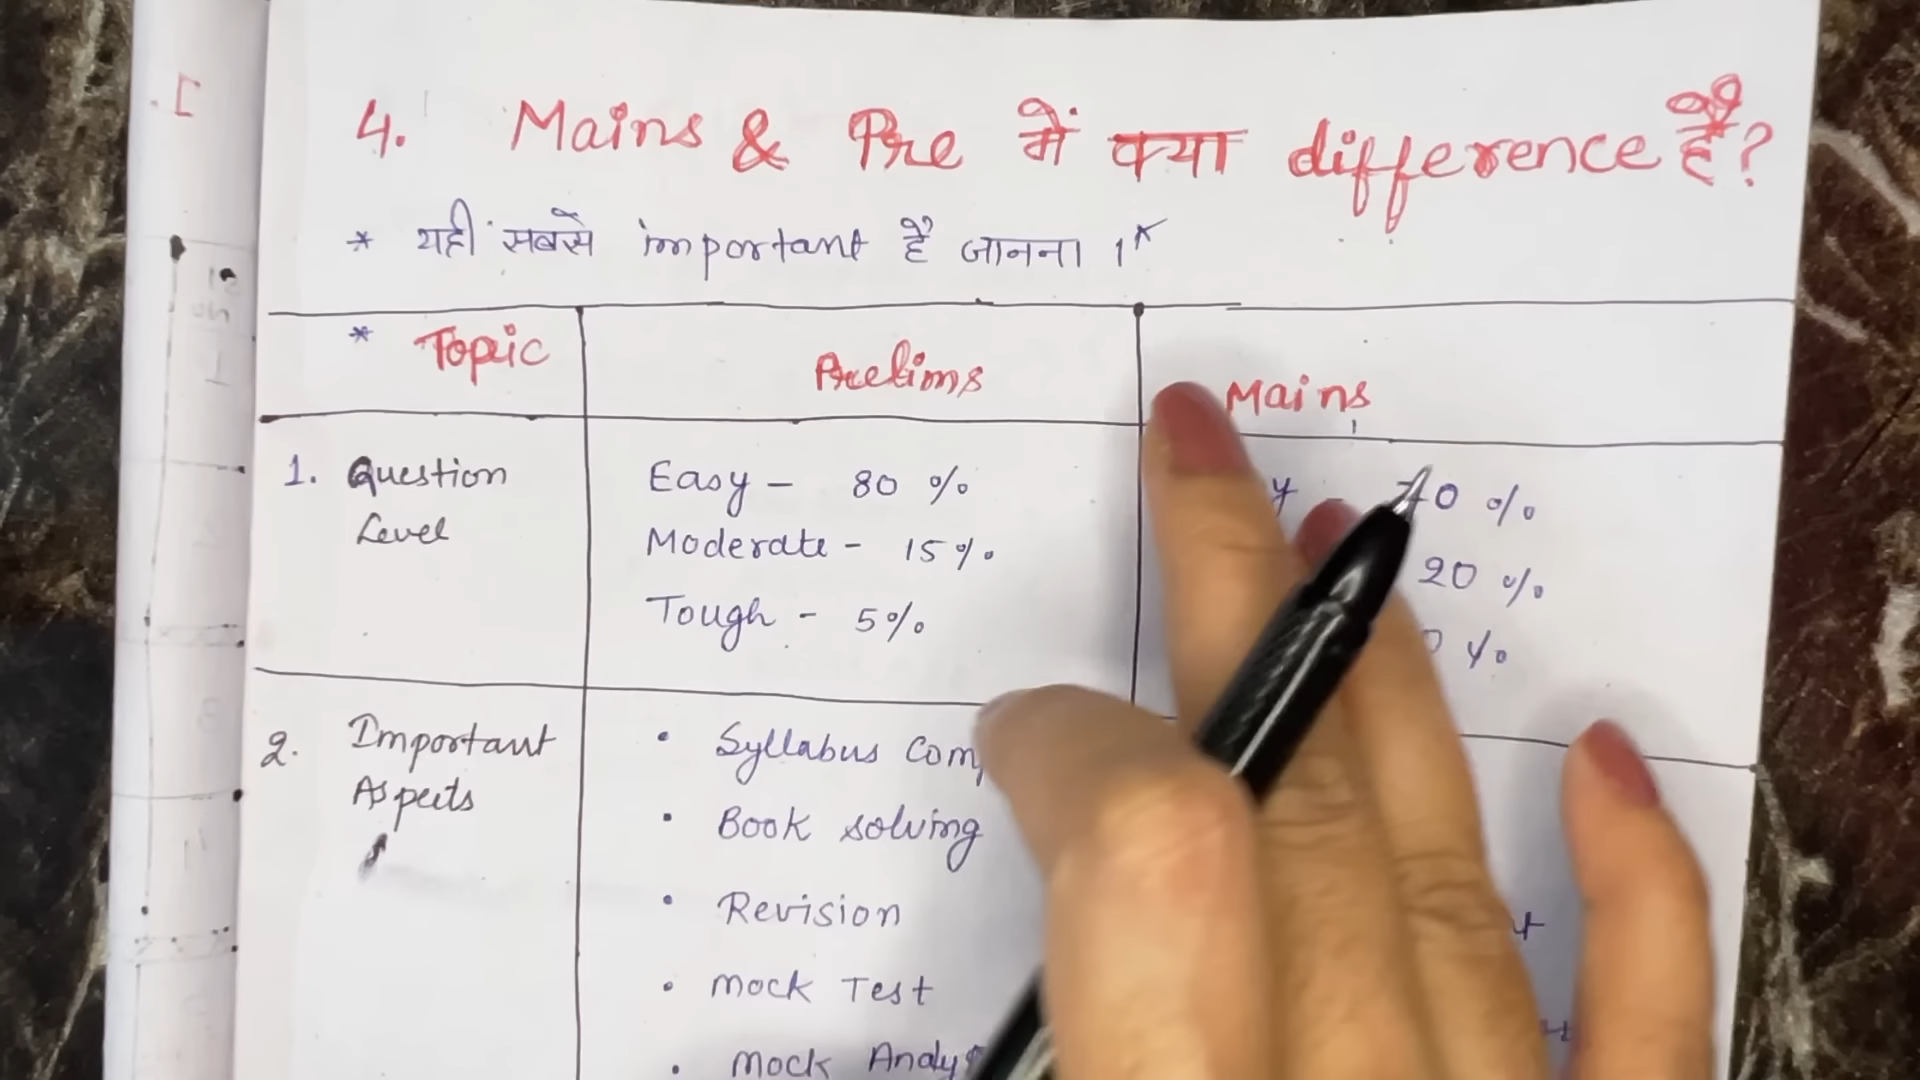 4. Mains & Pre में क्या difference है?
* यही सबसे important है जानना ।*
* Topic Prelims Mains
1. Question Level
Easy - 80 %
Moderate - 15%
Tough - 5%
20 %
2. Important Aspects
• Syllabus
• Book solving
• Revision
• Mock Test
• Mock